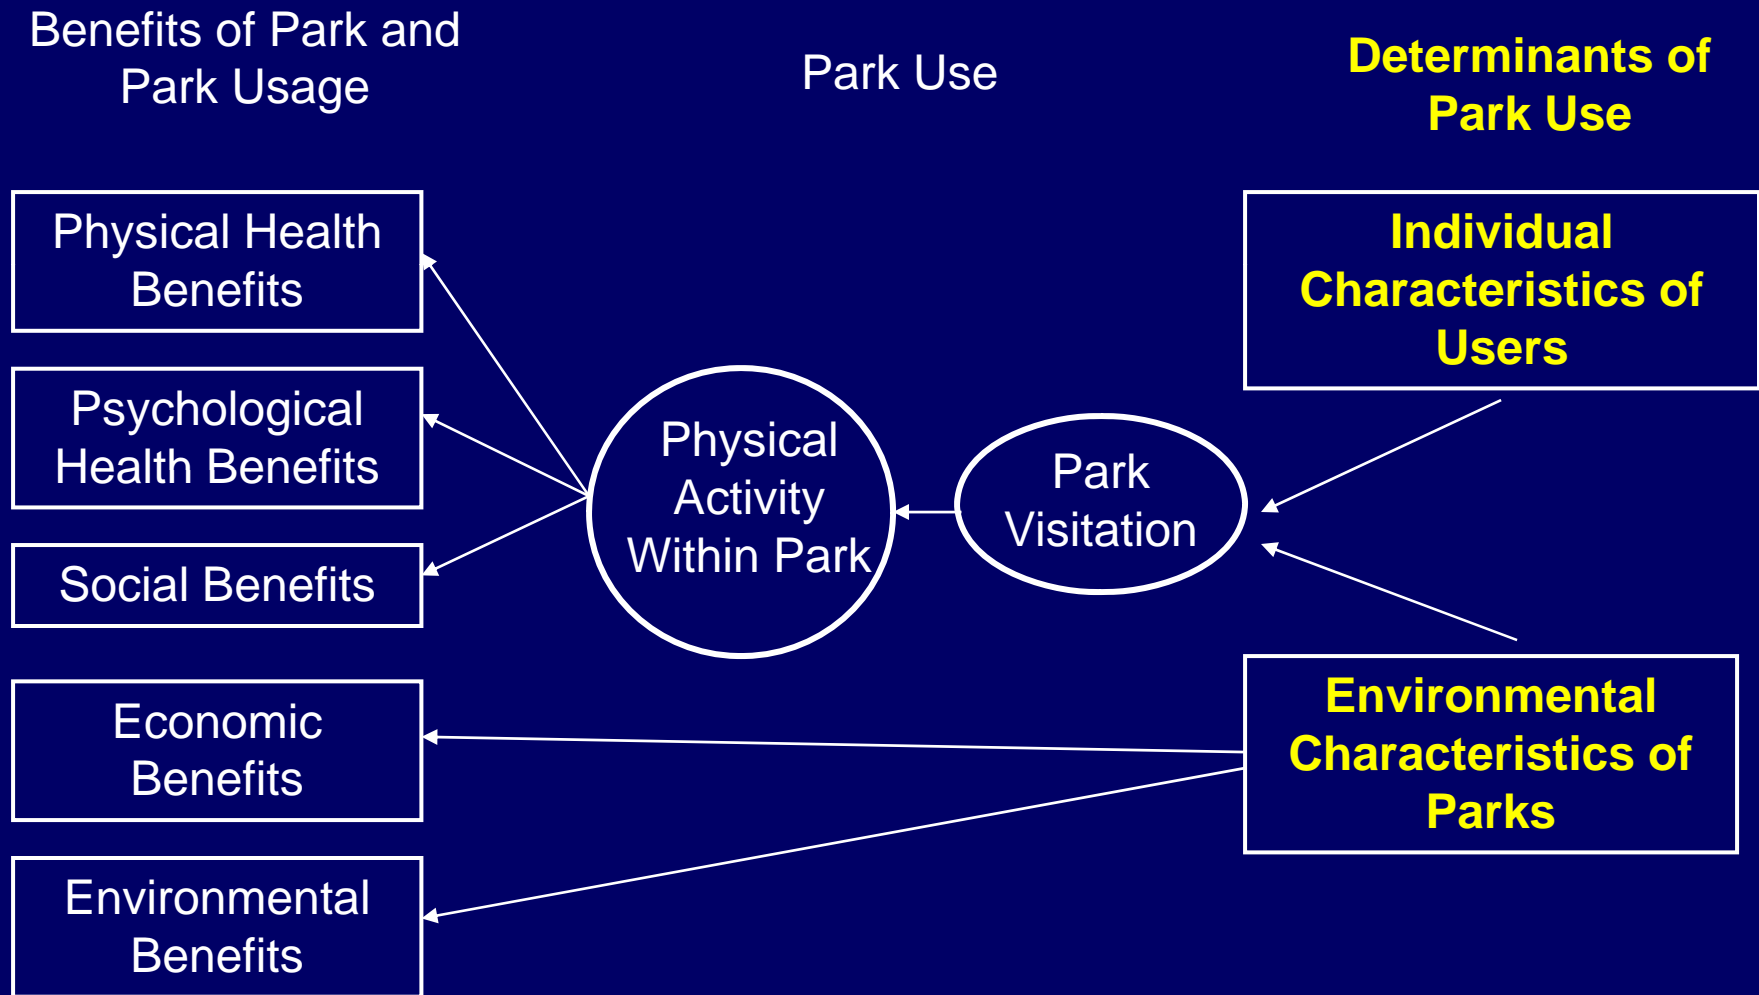 Benefits of Park and
Park Usage
Park Use
Determinants of
Park Use
Physical Health
Benefits
Psychological
Health Benefits
Social Benefits
Economic
Benefits
Environmental
Benefits
Physical
Activity
Within Park
Park
Visitation
Individual
Characteristics of
Users
Environmental
Characteristics of
Parks